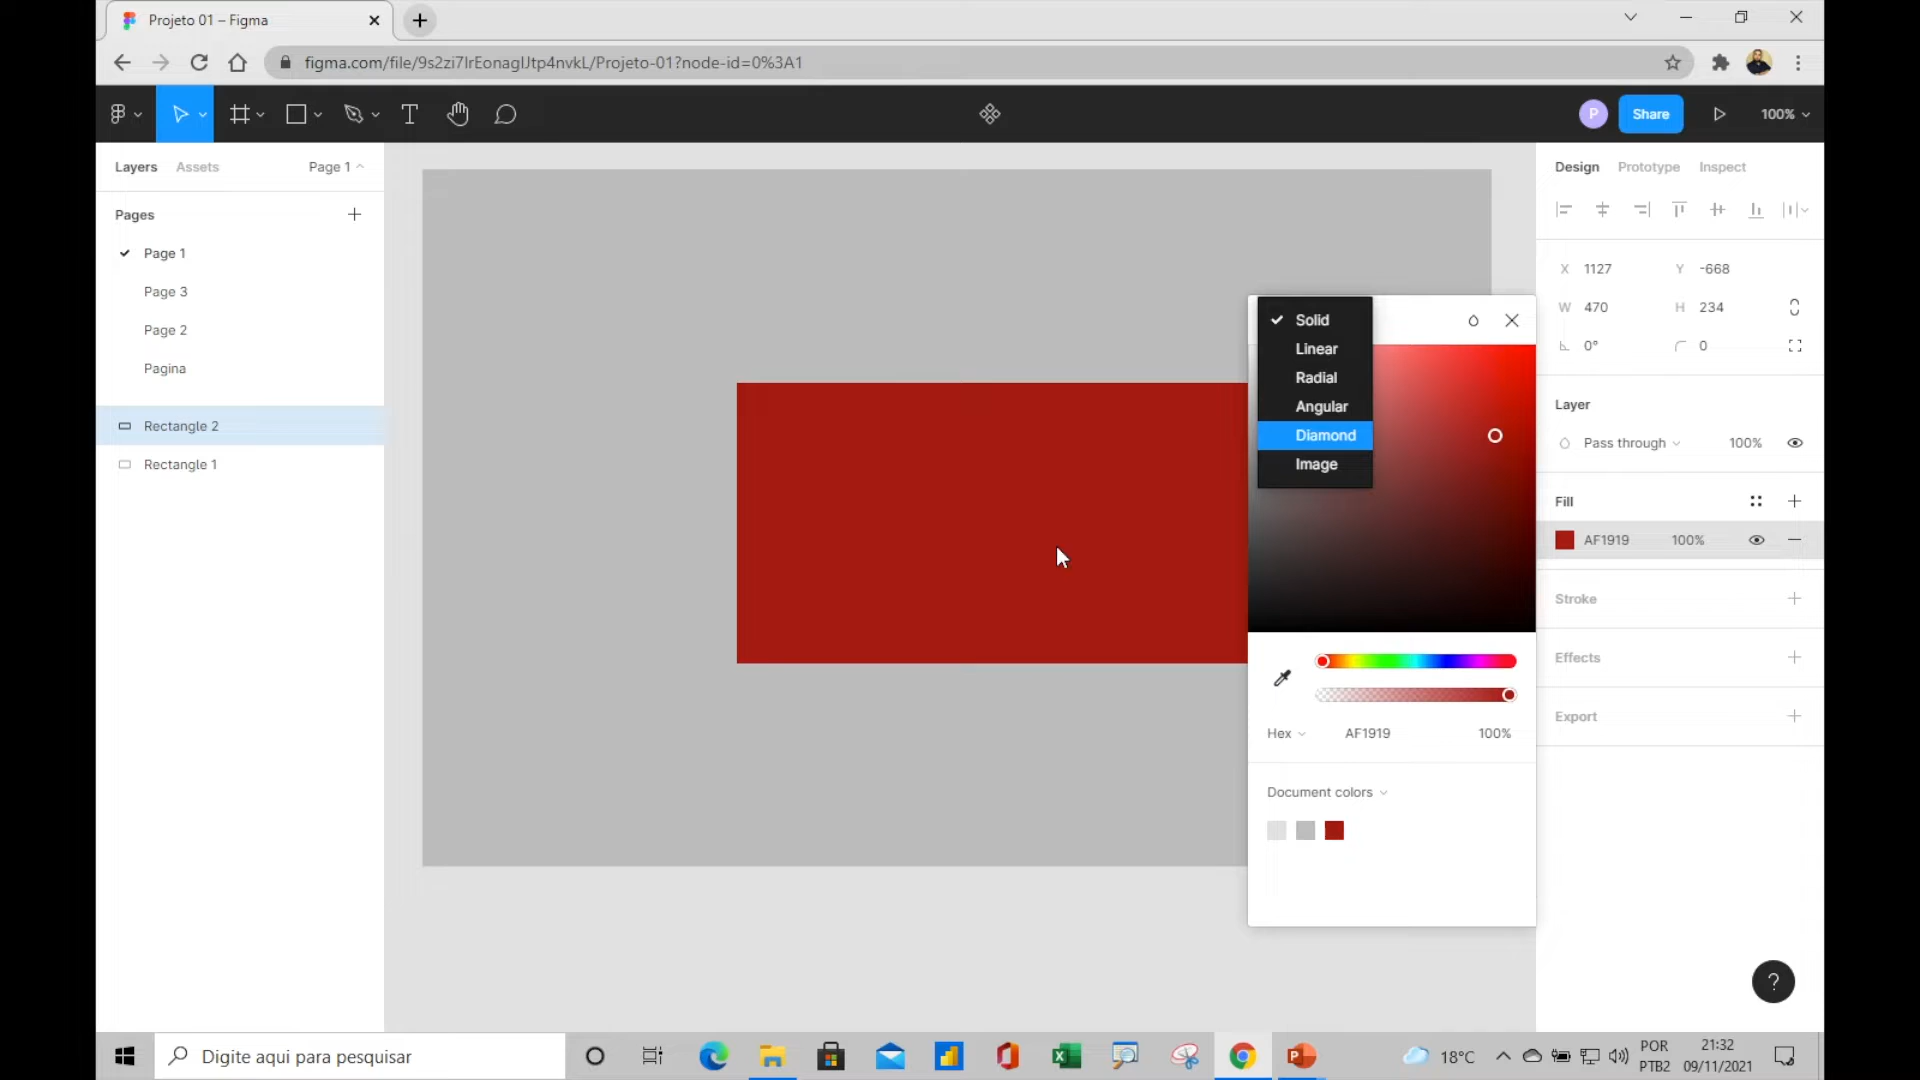 Projeto 01 – Figma
figma.com/file/9s2zi7IrEonagIJtp4nvkL/Projeto-01?node-id=0%3A1
P
Share
100%
Layers
Assets
Page 1
Pages
Page 1
Page 3
Page 2
Pagina
Rectangle 2
Rectangle 1
Solid
Linear
Radial
Angular
Diamond
Image
Hex
AF1919
100%
Document colors
Design
Prototype
Inspect
X 1127
Y -668
W 470
H 234
0°
0
Layer
Pass through
100%
Fill
AF1919
100%
Stroke
Effects
Export
?
Digite aqui para pesquisar
18°C
POR
PTB2
21:32
09/11/2021